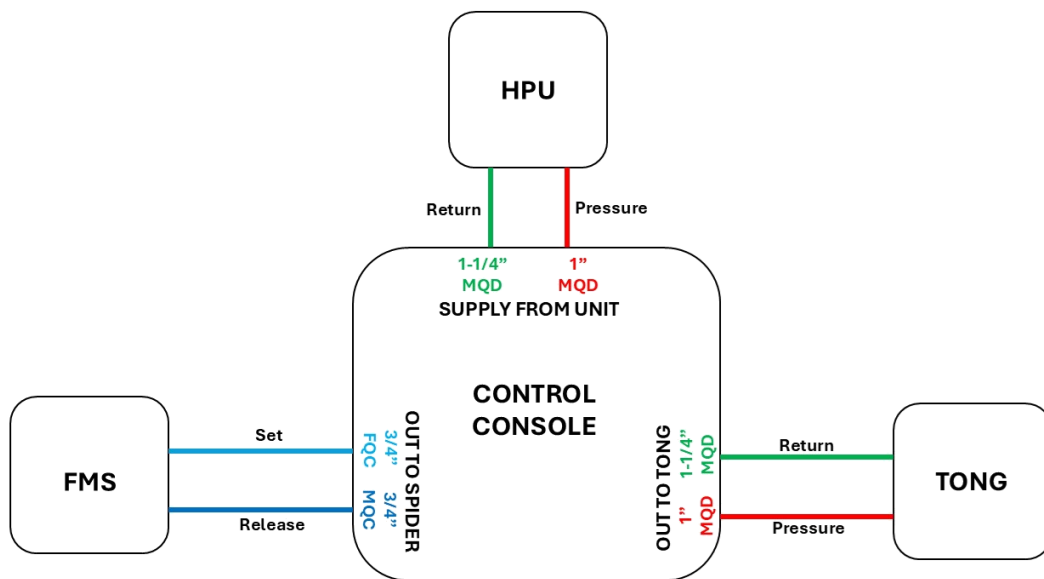 HPU
Return
Pressure
1-1/4”
MQD
1”
MQD
SUPPLY FROM UNIT
CONTROL
CONSOLE
FMS
Set
Release
3/4”
FQC
3/4”
MQC
OUT TO SPIDER
OUT TO TONG
1-1/4”
MQD
1”
MQD
Return
Pressure
TONG